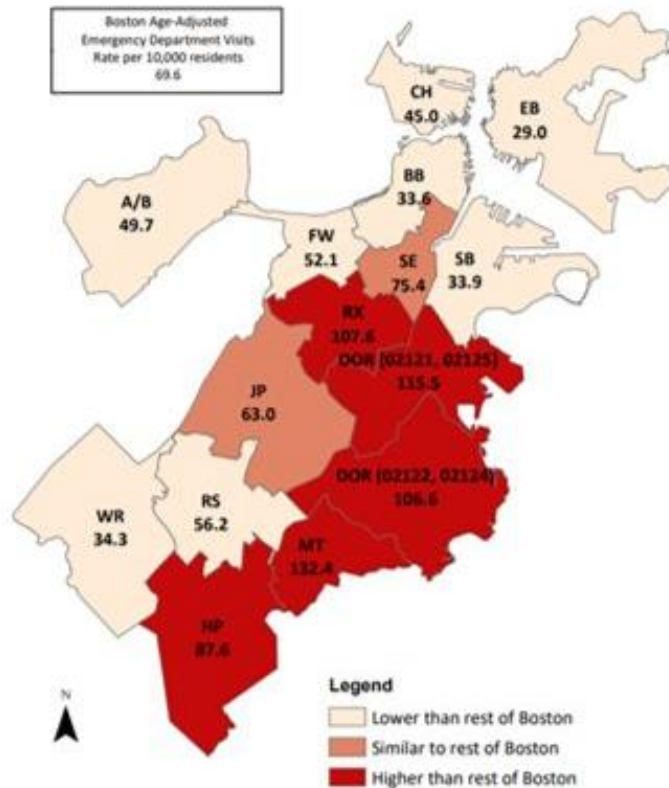 Boston Age-Adjusted
Emergency Department Visits
Rate per 10,000 residents
69.6
CH
45.0
EB
29.0
A/B
49.7
BB
33.6
FW
52.1
SE
75.4
SB
33.9
RX
107.6
DOR (02121, 02125)
115.5
JP
63.0
DOR (02122, 02124)
106.6
WR
34.3
RS
56.2
MT
132.4
HP
87.6
N
Legend
Lower than rest of Boston
Similar to rest of Boston
Higher than rest of Boston